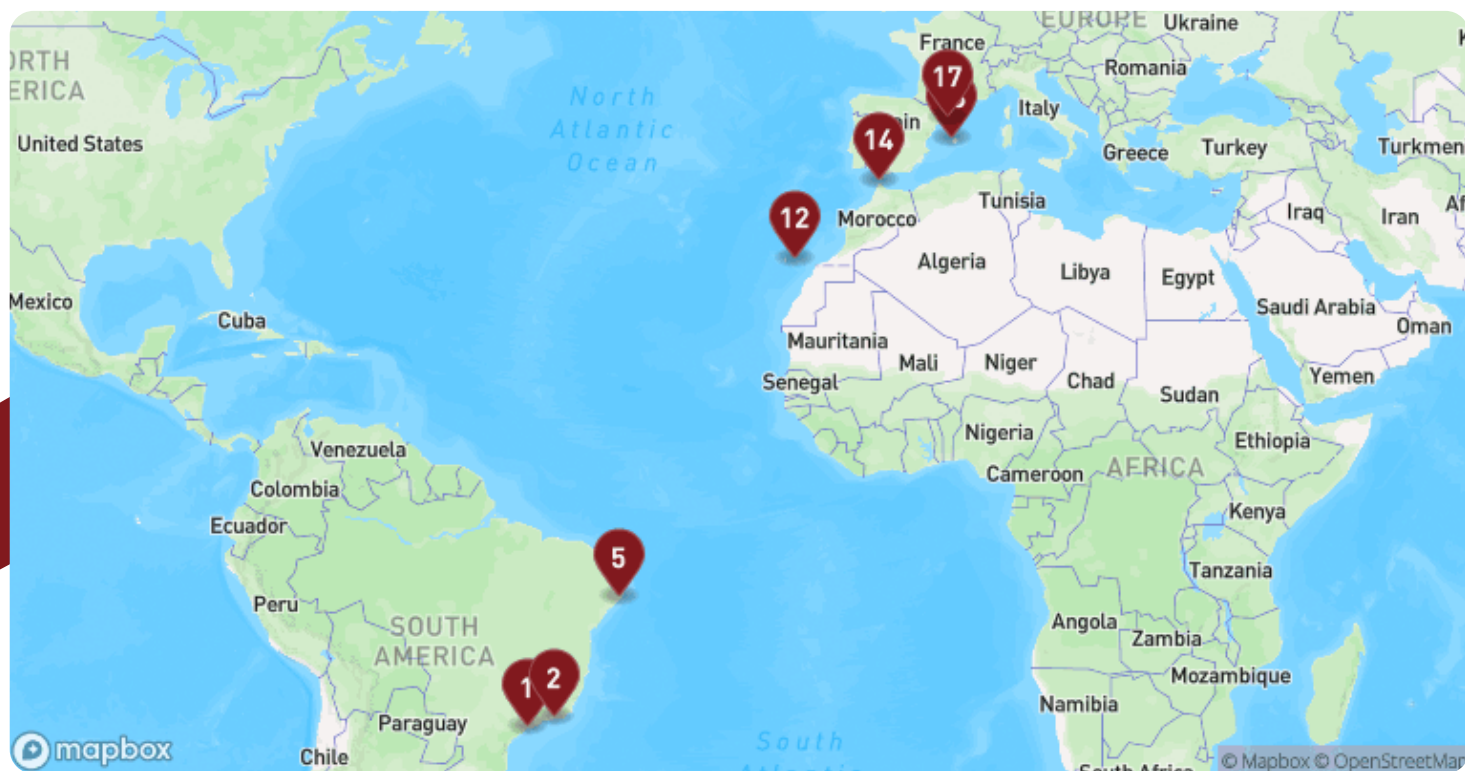 EUROPE
Ukraine
France
ORTH
ERICA
17
Romania
Italy
North
Atlantic
Ocean
14
United States
Greece
Turkey
Turkmen
Tunisia
12
Morocco
Iraq
Iran
Af
Algeria
Libya
Egypt
Mexico
Cuba
Saudi Arabia
Oman
Mauritania
Mali
Niger
Chad
Yemen
Senegal
Sudan
Nigeria
Ethiopia
Venezuela
Cameroon
AFRICA
Colombia
Ecuador
Kenya
5
Tanzania
Peru
SOUTH
AMERICA
Angola
Zambia
1
2
Mozambique
Namibia
Paraguay
South
Chile
mapbox
© Mapbox © OpenStreetMap